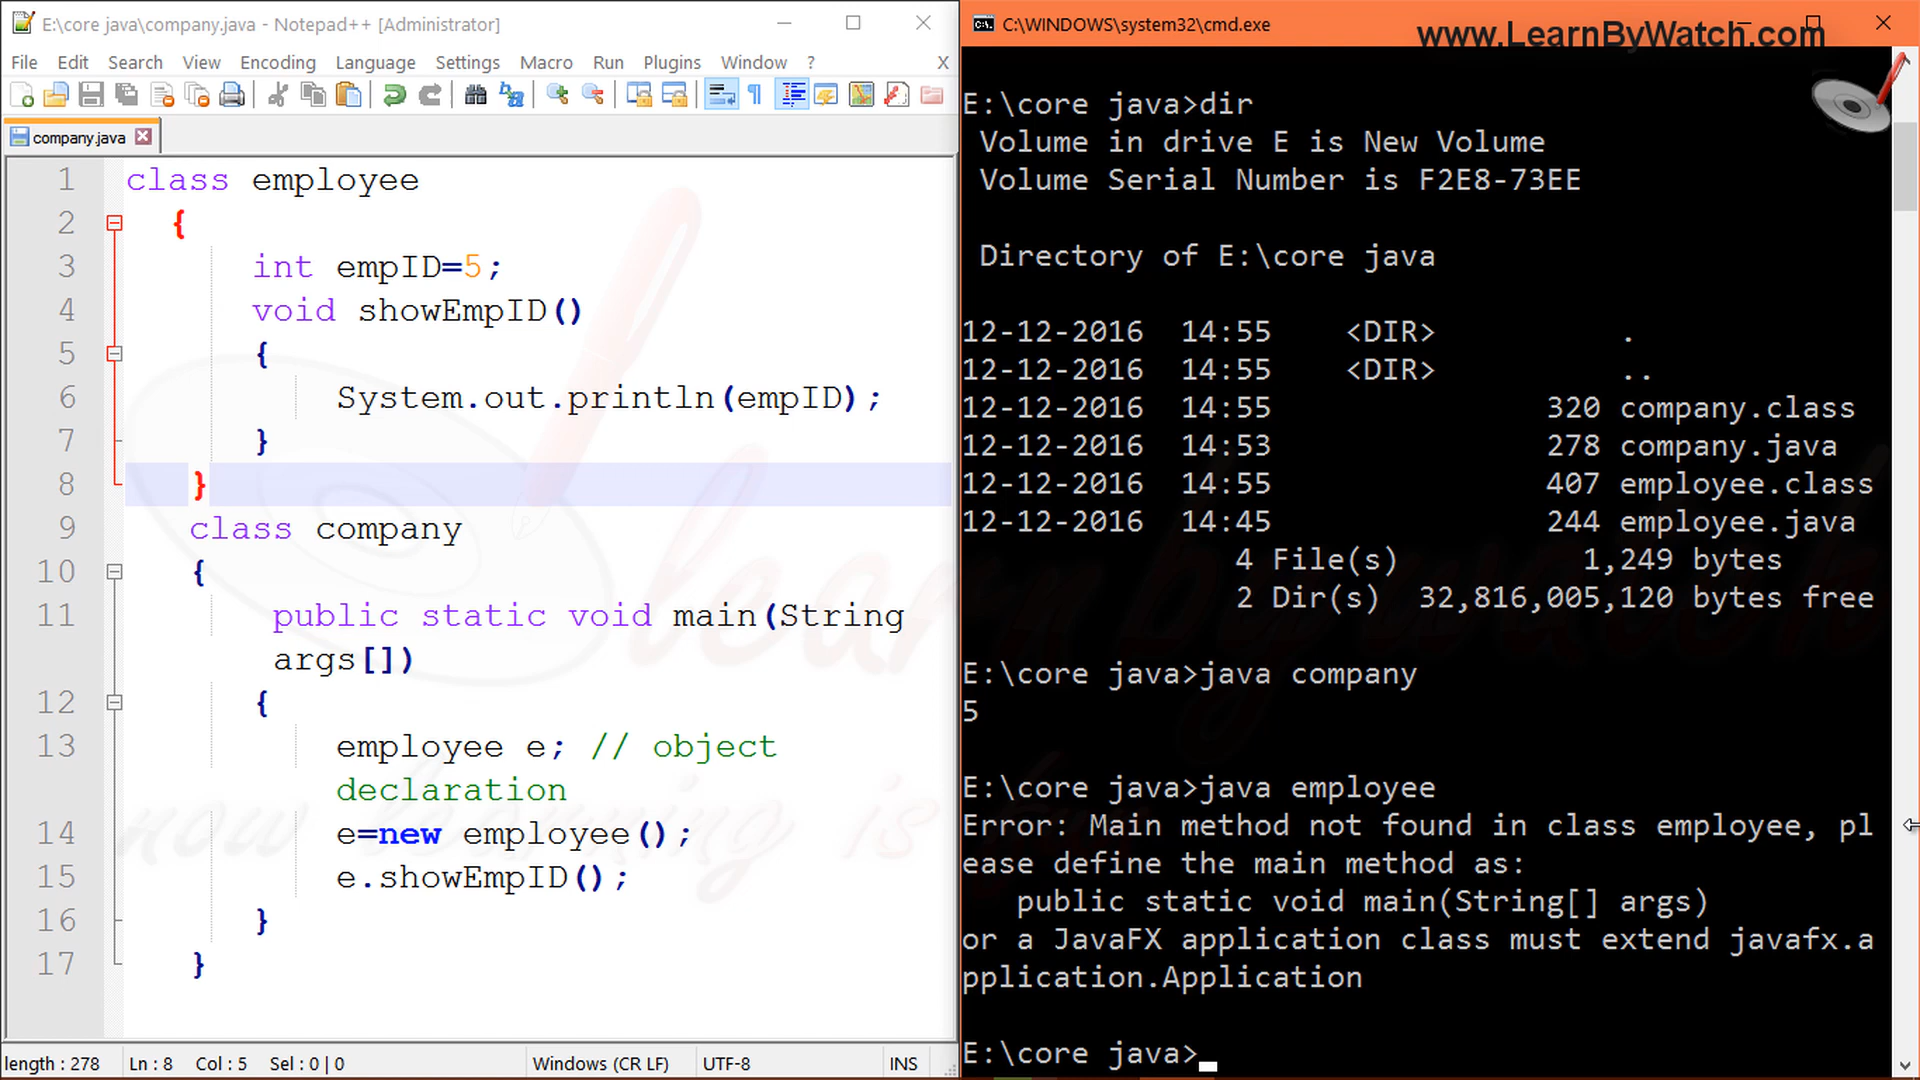 E:\core java\company.java - Notepad++ [Administrator]
File Edit Search View Encoding Language Settings Macro Run Plugins Window ? X
company.java
1 class employee
2 {
3 int empID=5;
4 void showEmpID()
5 {
6 System.out.println(empID);
7 }
8 }
9 class company
10 {
11 public static void main(String
args[])
12 {
13 employee e; // object
declaration
14 e=new employee();
15 e.showEmpID();
16 }
17 }
length : 278 Ln : 8 Col : 5 Sel : 0 | 0 Windows (CR LF) UTF-8 INS
C:\WINDOWS\system32\cmd.exe
www.LearnByWatch.com
E:\core java>dir
Volume in drive E is New Volume
Volume Serial Number is F2E8-73EE
Directory of E:\core java
12-12-2016 14:55 <DIR> .
12-12-2016 14:55 <DIR> ..
12-12-2016 14:55 320 company.class
12-12-2016 14:53 278 company.java
12-12-2016 14:55 407 employee.class
12-12-2016 14:45 244 employee.java
4 File(s) 1,249 bytes
2 Dir(s) 32,816,005,120 bytes free
E:\core java>java company
5
E:\core java>java employee
Error: Main method not found in class employee, pl
ease define the main method as:
public static void main(String[] args)
or a JavaFX application class must extend javafx.a
pplication.Application
E:\core java>